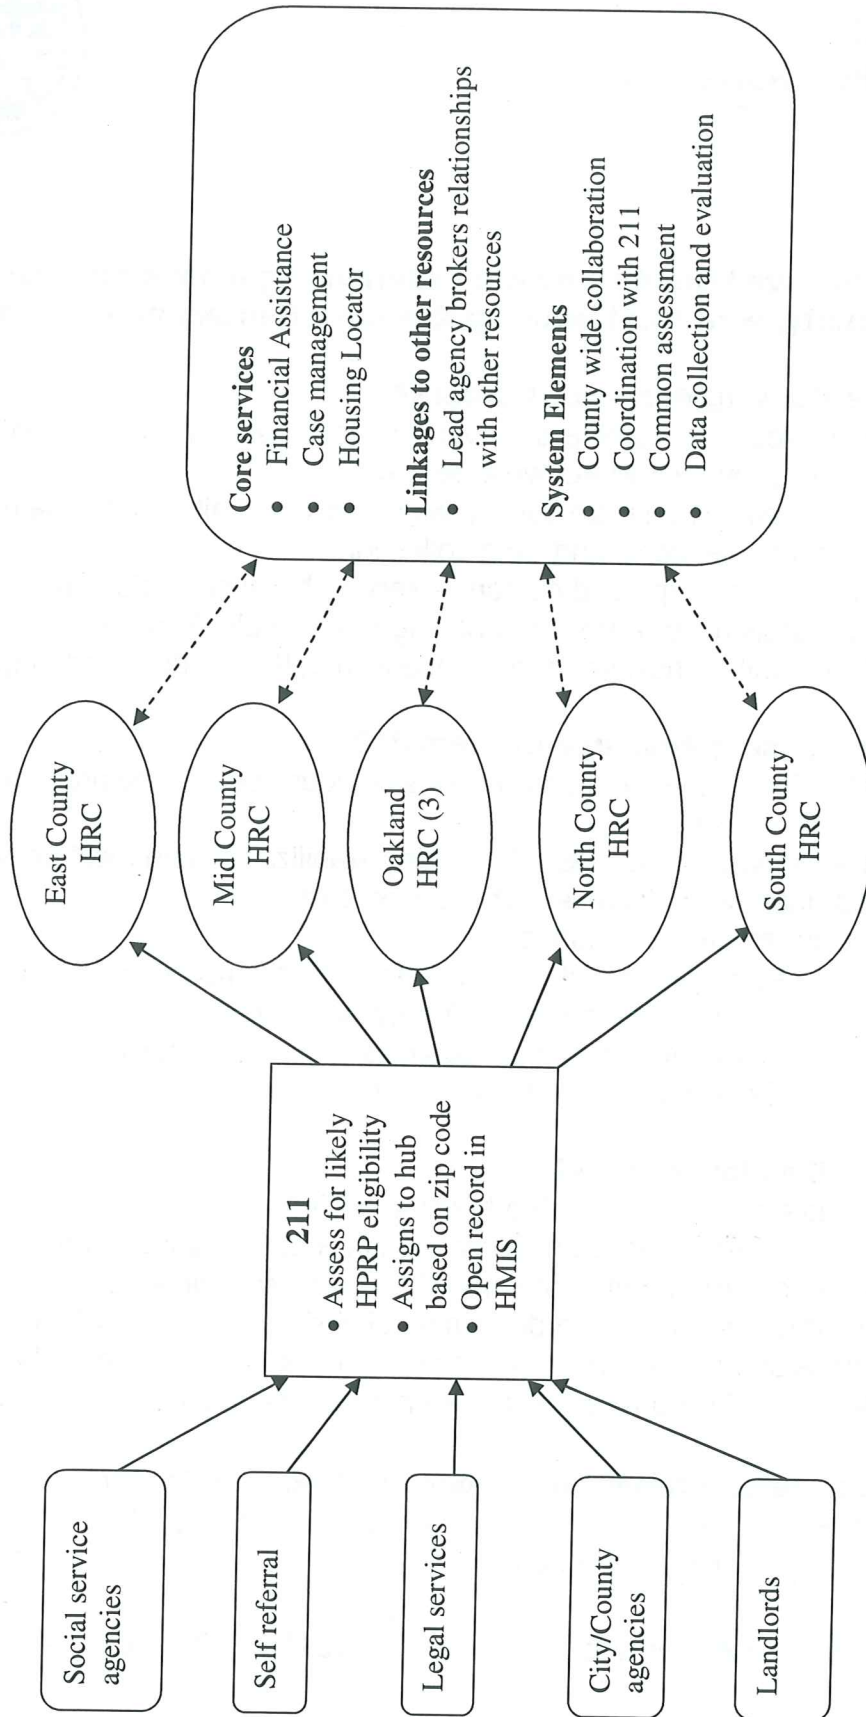 Social service
agencies
Self referral
Legal services
City/County
agencies
Landlords
211
• Assess for likely
HPRP eligibility
• Assigns to hub
based on zip code
• Open record in
HMIS
East County
HRC
Mid County
HRC
Oakland
HRC (3)
North County
HRC
South County
HRC
Core services
• Financial Assistance
• Case management
• Housing Locator
Linkages to other resources
• Lead agency brokers relationships
with other resources
System Elements
• County wide collaboration
• Coordination with 211
• Common assessment
• Data collection and evaluation